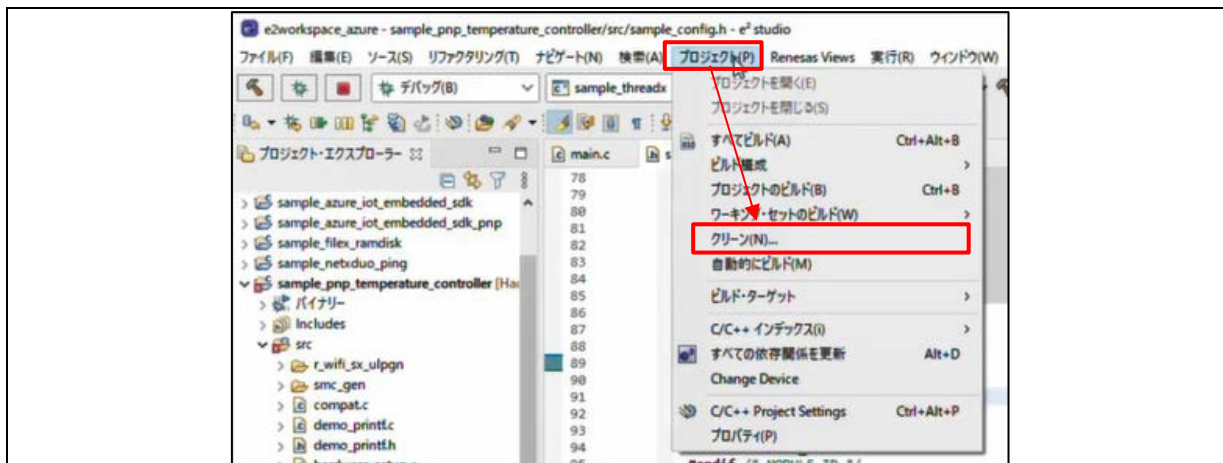 e2workspace_azure - sample_pnp_temperature_controller/src/sample_config.h - e² studio
ファイル(F) 編集(E) ソース(S) リファクタリング(T) ナビゲート(N) 検索(A) プロジェクト(P) Renesas Views 実行(R) ウィンドウ(W)
デバッグ(B) sample_threadx
プロジェクトを開く(E)
プロジェクトを閉じる(S)
すべてビルド(A) Ctrl+Alt+B
ビルド構成
プロジェクトのビルド(B) Ctrl+B
ワーキング・セットのビルド(W)
クリーン(N)...
自動的にビルド(M)
ビルド・ターゲット
C/C++ インデックス(i)
すべての依存関係を更新 Alt+D
Change Device
C/C++ Project Settings Ctrl+Alt+P
プロパティ(P)
プロジェクト・エクスプローラー
sample_azure_iot_embedded_sdk
sample_azure_iot_embedded_sdk_pnp
sample_filex_ramdisk
sample_netxduo_ping
sample_pnp_temperature_controller
バイナリー
Includes
src
r_wifi_sx_ulpgn
smc_gen
compat.c
demo_printf.c
demo_printf.h
main.c
78
79
80
81
82
83
84
85
86
87
88
89
90
91
92
93
94